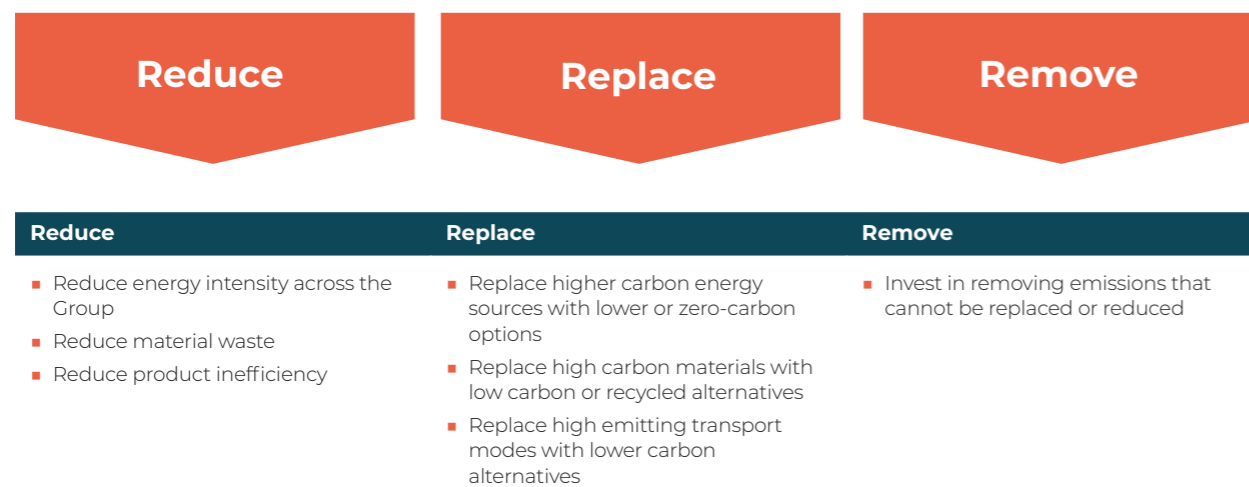 Reduce
Replace
Remove
Reduce
Replace
Remove
Reduce energy intensity across the
Group
Reduce material waste
Reduce product inefficiency
Replace higher carbon energy
sources with lower or zero-carbon
options
Replace high carbon materials with
low carbon or recycled alternatives
Replace high emitting transport
modes with lower carbon
alternatives
Invest in removing emissions that
cannot be replaced or reduced